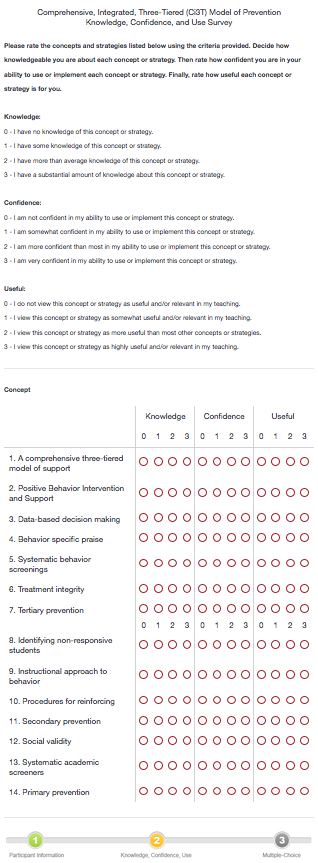 Comprehensive, Integrated, Three-Tiered (Ci3T) Model of Prevention
Knowledge, Confidence, and Use Survey
Please rate the concepts and strategies listed below using the criteria provided. Decide how
knowledgeable you are about each concept or strategy. Then rate how confident you are in your
ability to use or implement each concept or strategy. Finally, rate how useful each concept or
strategy is for you.
Knowledge:
0 - I have no knowledge of this concept or strategy.
1 - I have some knowledge of this concept or strategy.
2 - I have more than average knowledge of this concept or strategy.
3 - I have a substantial amount of knowledge about this concept or strategy.
Confidence:
0 - I am not confident in my ability to use or implement this concept or strategy.
1 - I am somewhat confident in my ability to use or implement this concept or strategy.
2 - I am more confident than most in my ability to use or implement this concept or strategy.
3 - I am very confident in my ability to use or implement this concept or strategy.
Useful:
0 - I do not view this concept or strategy as useful and/or relevant in my teaching.
1 - I view this concept or strategy as somewhat useful and/or relevant in my teaching.
2 - I view this concept or strategy as more useful than most other concepts or strategies.
3 - I view this concept or strategy as highly useful and/or relevant in my teaching.
Concept
Knowledge Confidence Useful
0 1 2 3 0 1 2 3 0 1 2 3
1. A comprehensive three-tiered
model of support
2. Positive Behavior Intervention
and Support
3. Data-based decision making
4. Behavior specific praise
5. Systematic behavior
screenings
6. Treatment integrity
7. Tertiary prevention
0 1 2 3 0 1 2 3 0 1 2 3
8. Identifying non-responsive
students
9. Instructional approach to
behavior
10. Procedures for reinforcing
11. Secondary prevention
12. Social validity
13. Systematic academic
screeners
14. Primary prevention
1 2 3
Participant Information Knowledge, Confidence, Use Multiple-Choice